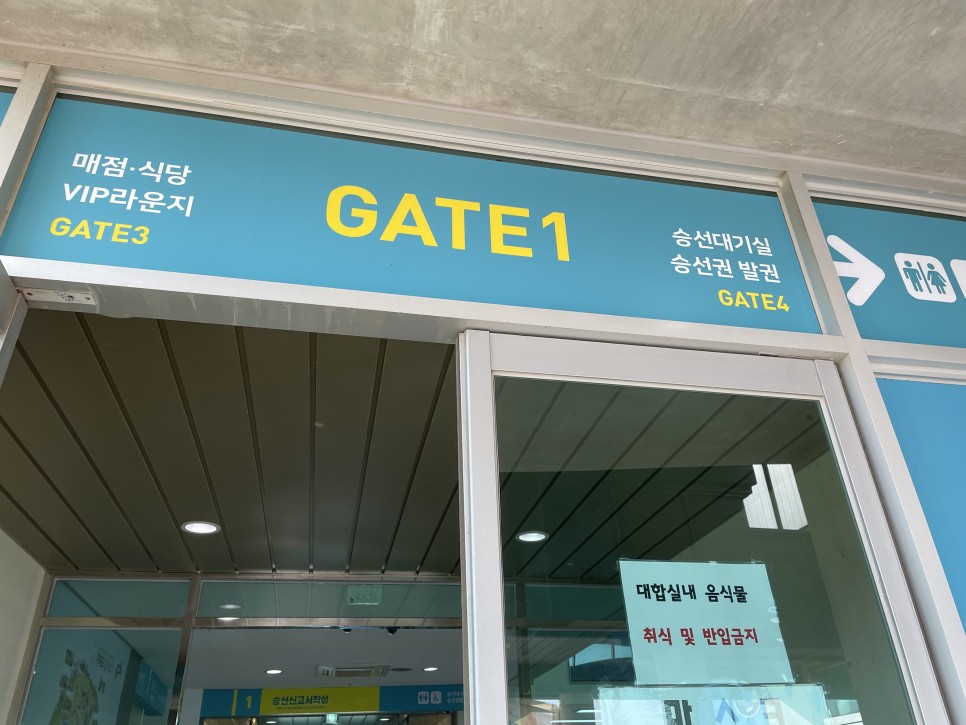 매점·식당
VIP라운지
GATE3
GATE1
승선대기실
승선권 발권
GATE4
대합실내 음식물
취식 및 반입금지
1
승선신고서작성